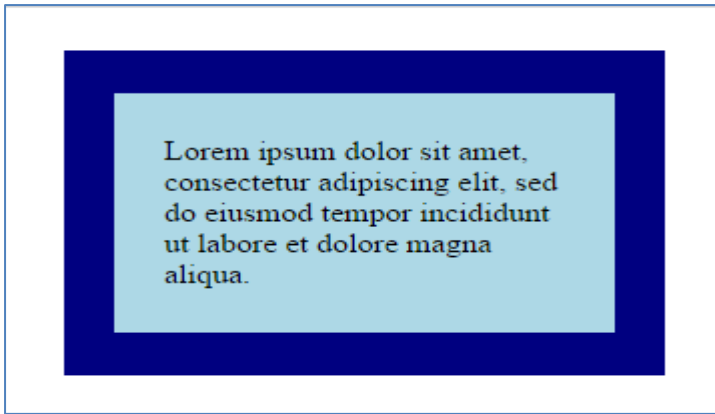 Lorem ipsum dolor sit amet,
consectetur adipiscing elit, sed
do eiusmod tempor incididunt
ut labore et dolore magna
aliqua.